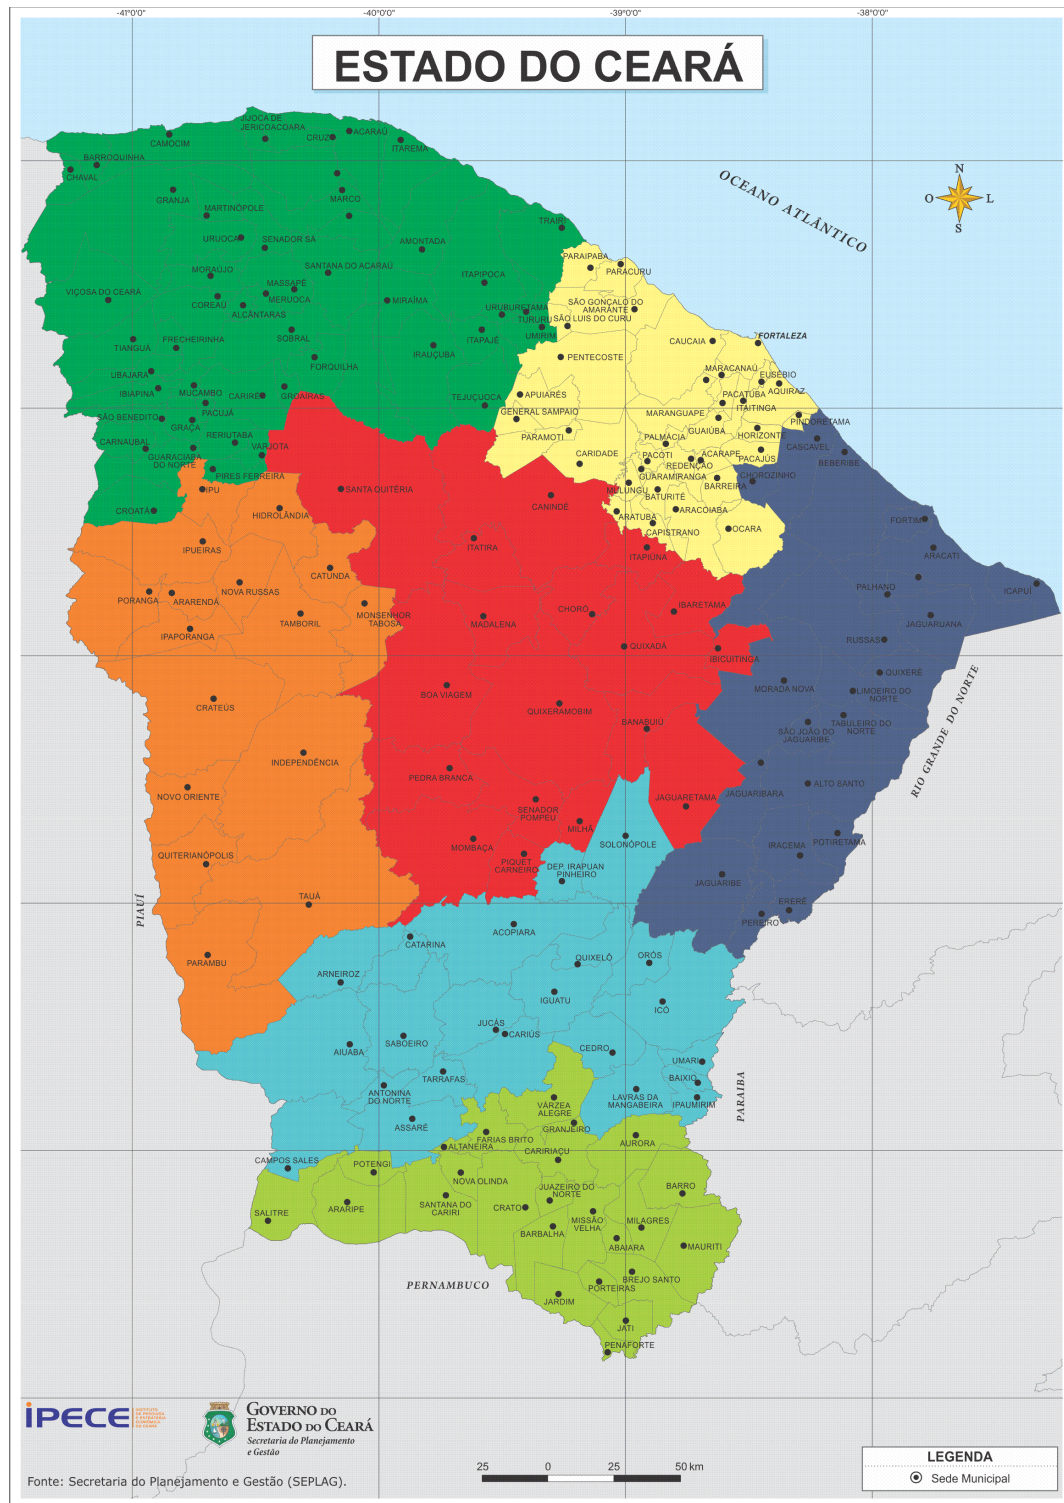 -41°0'0"
-40°0'0"
-39°0'0"
-38°0'0"
ESTADO DO CEARÁ
JIJOCA DE
JERICOACOARA
CAMOCIM
CRUZ
ACARAÚ
ITAREMA
BARROQUINHA
CHAVAL
GRANJA
MARCO
MARTINÓPOLE
URUOCA
SENADOR SÁ
AMONTADA
TRAIRI
OCEANO ATLÂNTICO
N
O
L
S
MORAÚJO
SANTANA DO ACARAÚ
ITAPIPOCA
PARAIPABA
PARACURU
VIÇOSA DO CEARÁ
MASSAPÊ
MERUOCA
COREAÚ
ALCÂNTARAS
MIRAÍMA
URUBURETAMA
TURURU
UMIRIM
SÃO GONÇALO DO
AMARANTE
SÃO LUIS DO CURU
TIANGUÁ
FRECHEIRINHA
SOBRAL
IRAUÇUBA
ITAPAJÉ
CAUCAIA
FORTALEZA
UBAJARA
FORQUILHA
PENTECOSTE
MARACANAÚ
EUSÉBIO
IBIAPINA
MUCAMBO
CARIRÉ
GROAÍRAS
TEJUÇUOCA
APUIARÉS
PACATUBA
AQUIRAZ
ITAITINGA
SÃO BENEDITO
PACUJÁ
GRAÇA
GENERAL SAMPAIO
MARANGUAPE
PINDORETAMA
CARNAUBAL
RERIUTABA
VARJOTA
PARAMOTI
GUAIÚBA
HORIZONTE
CASCAVEL
GUARACIABA
DO NORTE
PALMÁCIA
PACOTI
ACARAPE
PACAJÚS
BEBERIBE
PIRES FERREIRA
CARIDADE
REDENÇÃO
GUARAMIRANGA
CHOROZINHO
IPU
SANTA QUITÉRIA
MULUNGU
BATURITÉ
BARREIRA
CROATÁ
HIDROLÂNDIA
CANINDÉ
ARATUBA
ARACOIABA
CAPISTRANO
OCARA
FORTIM
IPUEIRAS
ITATIRA
ITAPIÚNA
ARACATI
CATUNDA
PORANGA
ARARENDÁ
NOVA RUSSAS
PALHANO
ICAPUÍ
IPAPORANGA
TAMBORIL
MONSENHOR
TABOSA
MADALENA
CHORÓ
IBARETAMA
JAGUARUANA
QUIXADÁ
IBICUITINGA
RUSSAS
QUIXERÉ
CRATEÚS
BOA VIAGEM
QUIXERAMOBIM
MORADA NOVA
LIMOEIRO DO
NORTE
BANABUIÚ
SÃO JOÃO DO
JAGUARIBE
TABULEIRO DO
NORTE
RIO GRANDE DO NORTE
INDEPENDÊNCIA
PEDRA BRANCA
NOVO ORIENTE
JAGUARETAMA
JAGUARIBARA
ALTO SANTO
SENADOR
POMPEU
MILHÃ
MOMBAÇA
SOLONÓPOLE
IRACEMA
POTIRETAMA
QUITERIANÓPOLIS
PIQUET
CARNEIRO
DEP. IRAPUAN
PINHEIRO
JAGUARIBE
PIAUÍ
TAUÁ
ERERÊ
PEREIRO
ACOPIARA
CATARINA
PARAMBU
QUIXELÔ
ORÓS
ARNEIROZ
IGUATU
ICÓ
JUCÁS
CARIÚS
AIUABA
SABOEIRO
CEDRO
UMARI
TARRAFAS
BAIXIO
PARAIBA
ANTONINA
DO NORTE
VÁRZEA
ALEGRE
LAVRAS DA
MANGABEIRA
IPAUMIRIM
ASSARÉ
GRANJEIRO
FARIAS BRITO
AURORA
ALTANEIRA
CARIRIAÇU
CAMPOS SALES
POTENGI
NOVA OLINDA
JUAZEIRO DO
NORTE
BARRO
SALITRE
ARARIPE
SANTANA DO
CARIRI
CRATO
MISSÃO
VELHA
MILAGRES
BARBALHA
ABAIARA
MAURITI
PERNAMBUCO
BREJO SANTO
PORTEIRAS
JARDIM
JATI
PENAFORTE
IPECE
INSTITUTO
DE PESQUISA
E ESTRATÉGIA
ECONÔMICA
DO CEARÁ
GOVERNO DO
ESTADO DO CEARÁ
Secretaria do Planejamento
e Gestão
Fonte: Secretaria do Planejamento e Gestão (SEPLAG).
25 0 25 50 km
LEGENDA
Sede Municipal